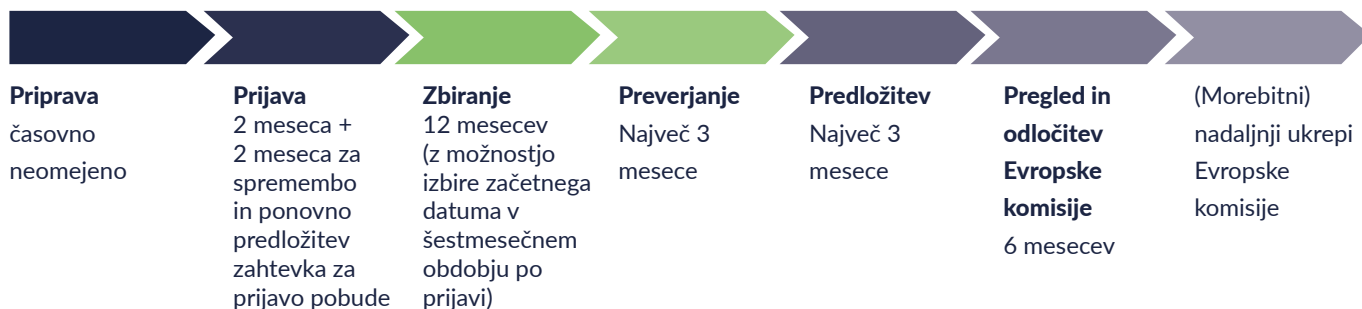 Priprava
časovno
neomejeno
Prijava
2 meseca +
2 meseca za
spremembo
in ponovno
predložitev
zahtevka za
prijavo pobude
Zbiranje
12 mesecev
(z možnostjo
izbire začetnega
datuma v
šestmesečnem
obdobju po
prijavi)
Preverjanje
Največ 3
mesece
Predložitev
Največ 3
mesece
Pregled in
odločitev
Evropske
komisije
6 mesecev
(Morebitni)
nadaljnji ukrepi
Evropske
komisije